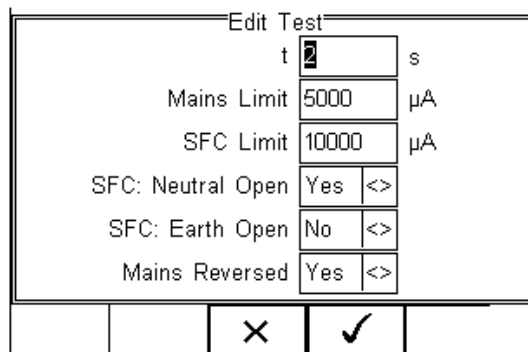 Edit Test
t 2 s
Mains Limit 5000 µA
SFC Limit 10000 µA
SFC: Neutral Open Yes <>
SFC: Earth Open No <>
Mains Reversed Yes <>